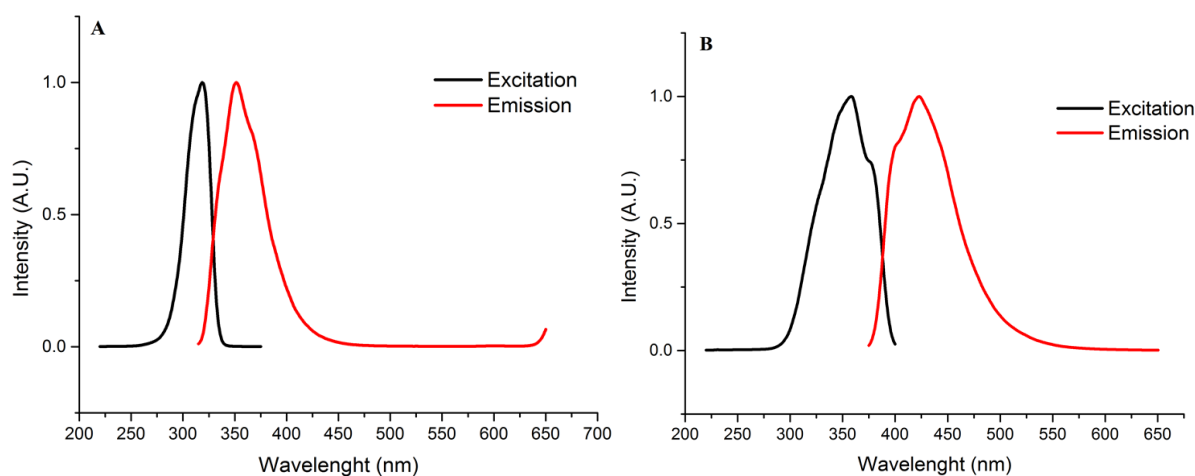 A
Excitation
Emission
1.0
0.5
0.0
Intensity (A.U.)
200 250 300 350 400 450 500 550 600 650 700
Wavelenght (nm)
B
Excitation
Emission
1.0
0.5
0.0
Intensity (A.U.)
200 250 300 350 400 450 500 550 600 650
Wavelenght (nm)